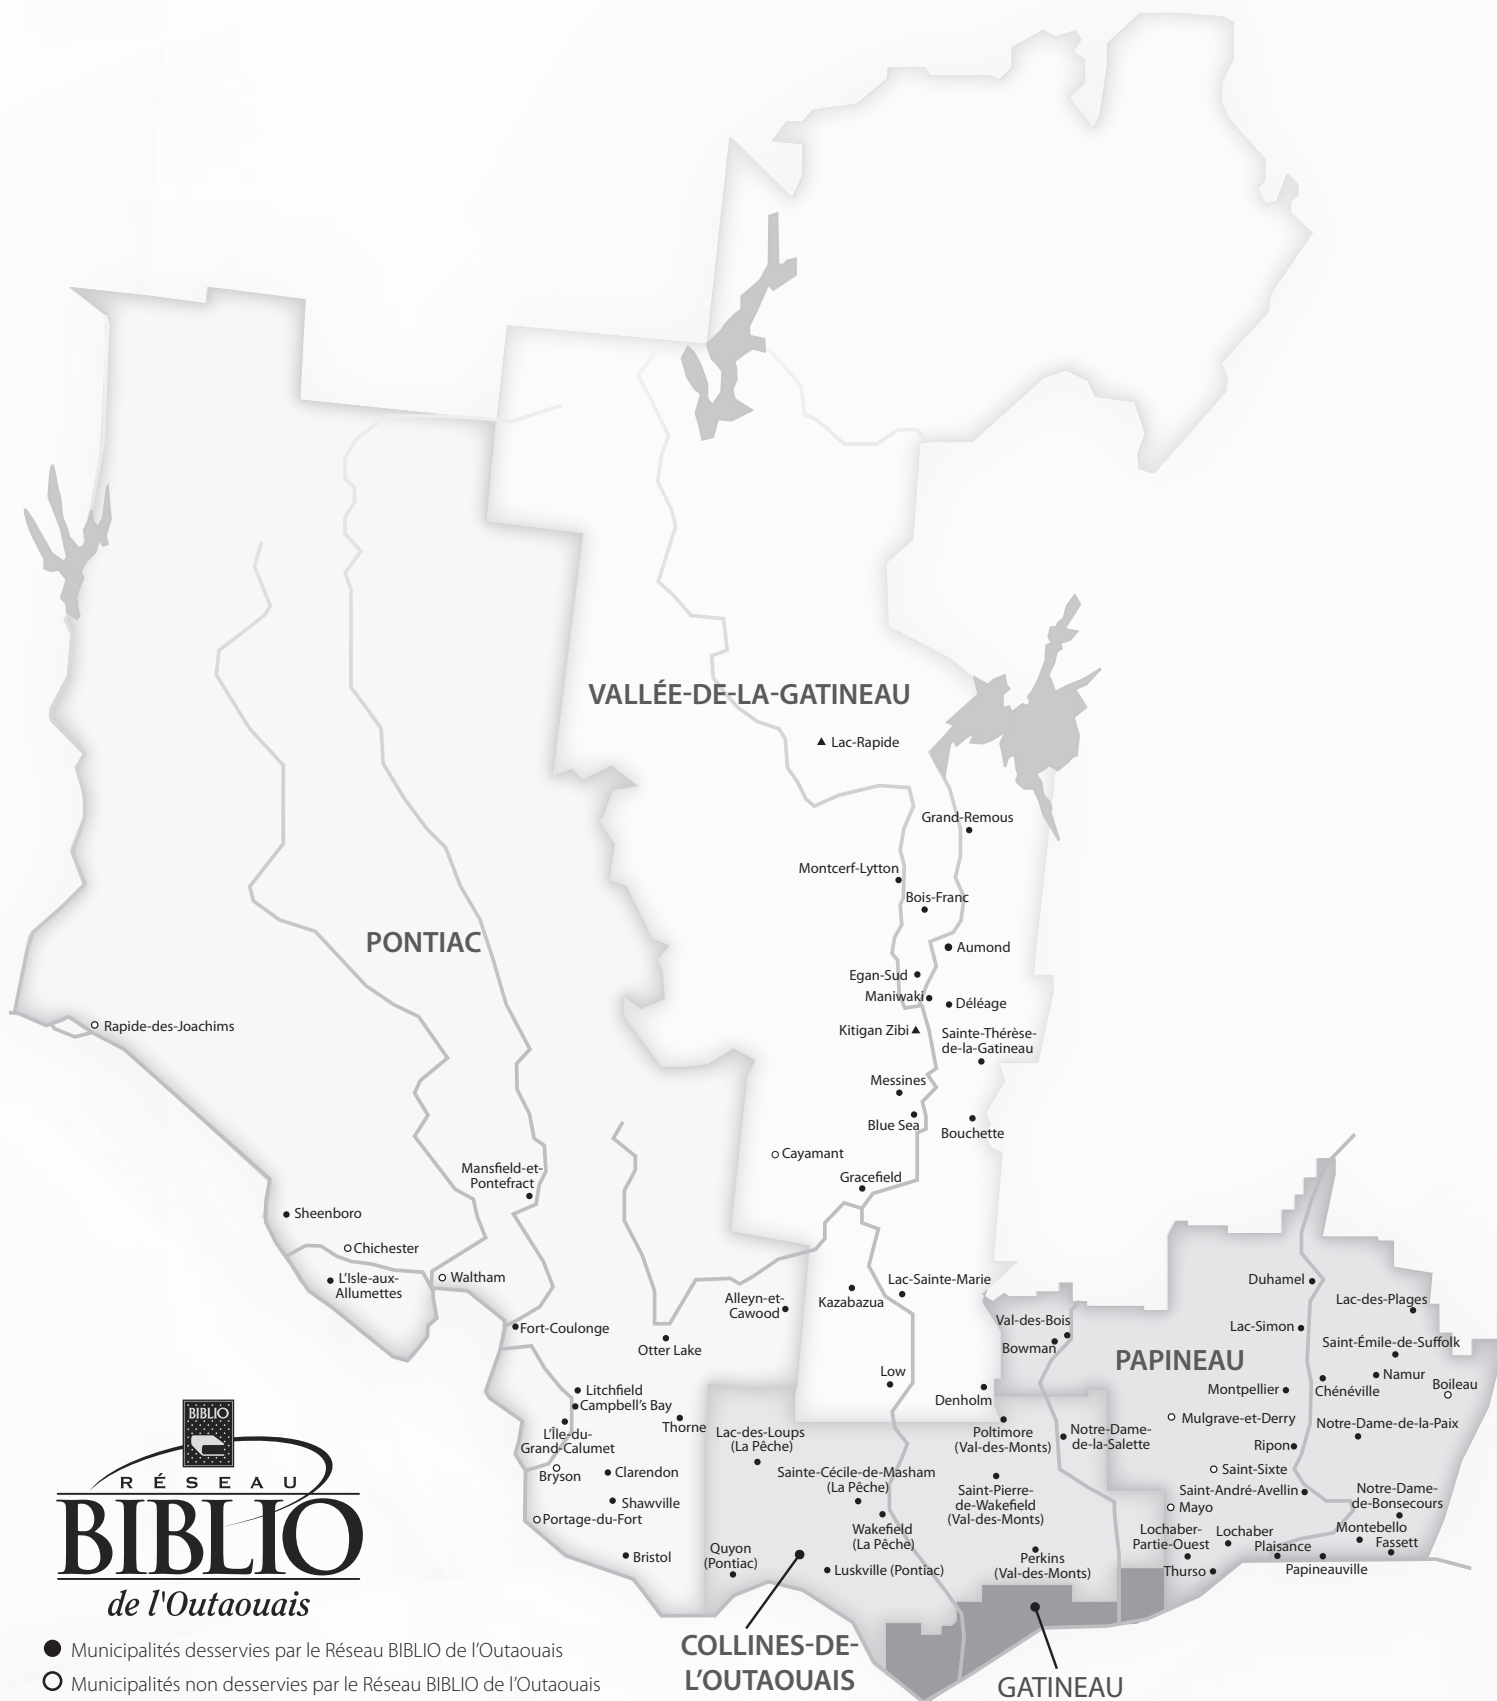 VALLÉE-DE-LA-GATINEAU
Lac-Rapide
Grand-Remous
Montcerf-Lytton
Bois-Franc
PONTIAC
Aumond
Egan-Sud
Maniwaki
Déléage
Rapide-des-Joachims
Kitigan Zibi
Sainte-Thérèse-
de-la-Gatineau
Messines
Blue Sea
Bouchette
Cayamant
Gracefield
Mansfield-et-
Pontefract
Sheenboro
Chichester
L'Isle-aux-
Allumettes
Waltham
Fort-Coulonge
Otter Lake
Alleyn-et-
Cawood
Kazabazua
Lac-Sainte-Marie
Low
Denholm
Val-des-Bois
Bowman
PAPINEAU
Duhamel
Lac-des-Plages
Lac-Simon
Saint-Émile-de-Suffolk
Namur
Boileau
Montpellier
Chénéville
Mulgrave-et-Derry
Notre-Dame-de-la-Paix
Ripon
Saint-Sixte
Saint-André-Avellin
Mayo
Notre-Dame-
de-Bonsecours
Lochaber-
Partie-Ouest
Lochaber
Plaisance
Montebello
Fassett
Thurso
Papineauville
Litchfield
Campbell's Bay
Thorne
L'Île-du-
Grand-Calumet
Bryson
Clarendon
Shawville
Portage-du-Fort
Bristol
Lac-des-Loups
(La Pêche)
Sainte-Cécile-de-Masham
(La Pêche)
Wakefield
(La Pêche)
Quyon
(Pontiac)
Luskville (Pontiac)
Poltimore
(Val-des-Monts)
Notre-Dame-
de-la-Salette
Saint-Pierre-
de-Wakefield
(Val-des-Monts)
Perkins
(Val-des-Monts)
COLLINES-DE-
L'OUTAOUAIS
GATINEAU
BIBLIO
RÉSEAU
BIBLIO
de l'Outaouais
Municipalités desservies par le Réseau BIBLIO de l'Outaouais
Municipalités non desservies par le Réseau BIBLIO de l'Outaouais